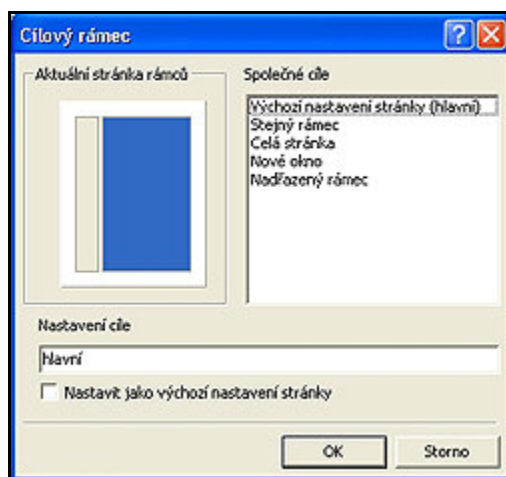 Cílový rámec
Aktuální stránka rámců
Společné cíle
Výchozí nastavení stránky (hlavní)
Stejný rámec
Celá stránka
Nové okno
Nadřazený rámec
Nastavení cíle
hlavní
Nastavit jako výchozí nastavení stránky
OK
Storno